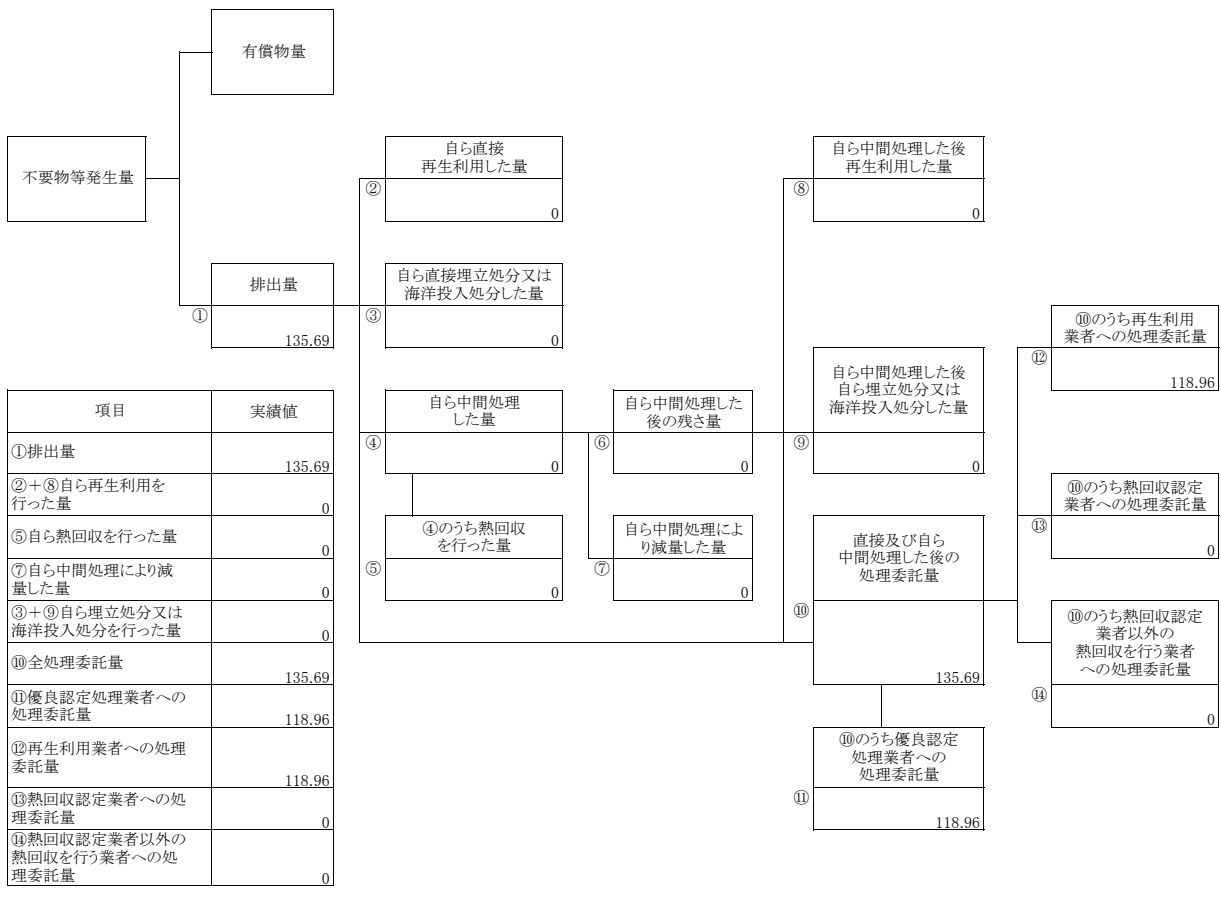 有償物量
不要物等発生量
自ら直接
再生利用した量
②
0
自ら中間処理した後
再生利用した量
⑧
0
排出量
①
135.69
自ら直接埋立処分又は
海洋投入処分した量
③
0
⑩のうち再生利用
業者への処理委託量
⑫
118.96
自ら中間処理した後
自ら埋立処分又は
海洋投入処分した量
⑨
0
自ら中間処理
した量
④
0
自ら中間処理した
後の残さ量
⑥
0
⑩のうち熱回収認定
業者への処理委託量
⑬
0
④のうち熱回収
を行った量
⑤
0
自ら中間処理によ
り減量した量
⑦
0
直接及び自ら
中間処理した後の
処理委託量
⑩
135.69
⑩のうち熱回収認定
業者以外の
熱回収を行う業者
への処理委託量
⑭
0
⑩のうち優良認定
処理業者への
処理委託量
⑪
118.96
項目 実績値
①排出量
135.69
②＋⑧自ら再生利用を
行った量
0
⑤自ら熱回収を行った量
0
⑦自ら中間処理により減
量した量
0
③＋⑨自ら埋立処分又は
海洋投入処分を行った量
0
⑩全処理委託量
135.69
⑪優良認定処理業者への
処理委託量
118.96
⑫再生利用業者への処理
委託量
118.96
⑬熱回収認定業者への処
理委託量
0
⑭熱回収認定業者以外の
熱回収を行う業者への処
理委託量
0